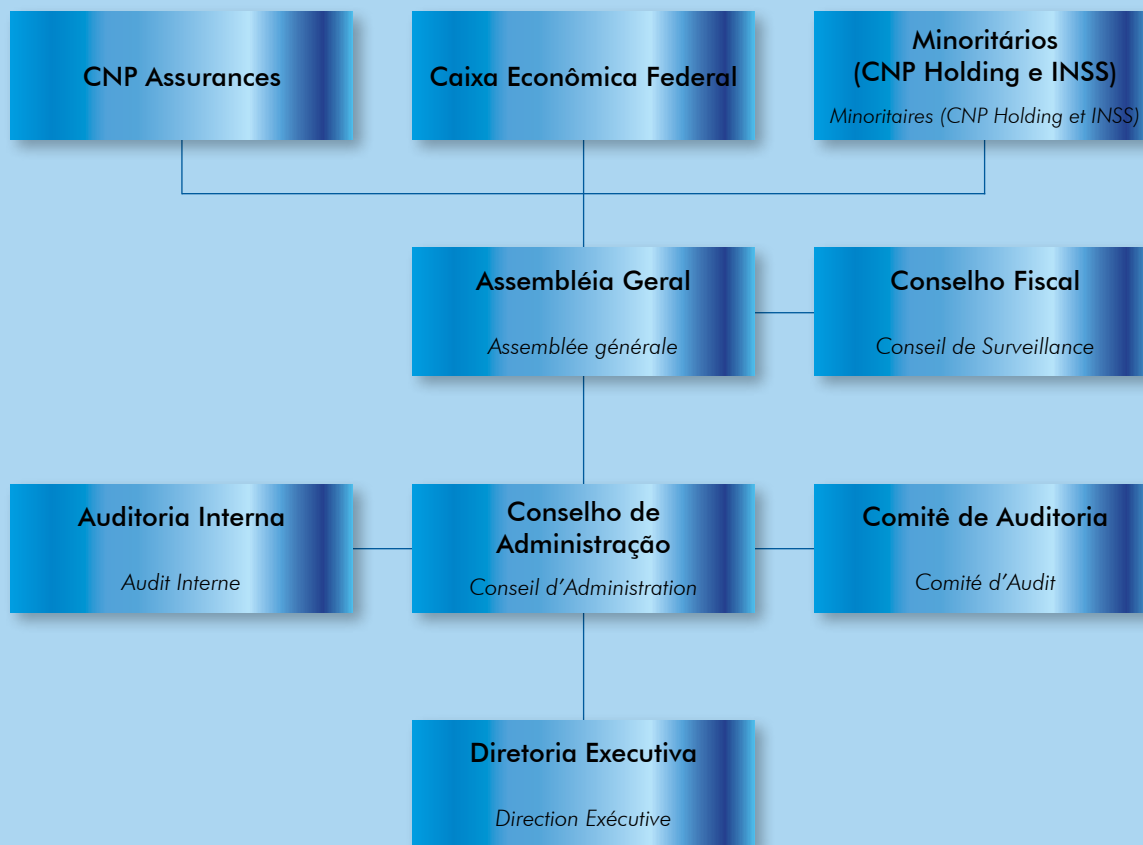 CNP Assurances
Caixa Econômica Federal
Minoritários
(CNP Holding e INSS)
Minoritaires (CNP Holding et INSS)
Assembléia Geral
Assemblée générale
Conselho Fiscal
Conseil de Surveillance
Auditoria Interna
Audit Interne
Conselho de
Administração
Conseil d’Administration
Comitê de Auditoria
Comité d’Audit
Diretoria Executiva
Direction Exécutive